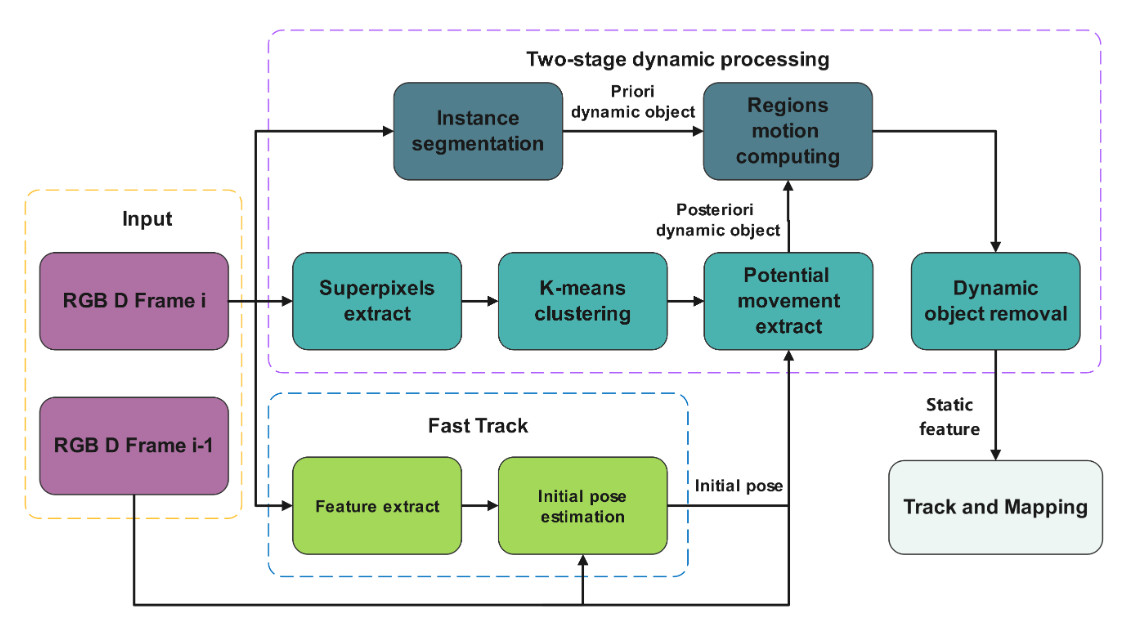 Two-stage dynamic processing
Instance
segmentation
Priori
dynamic object
Regions
motion
computing
Input
RGB D Frame i
RGB D Frame i-1
Superpixels
extract
K-means
clustering
Posteriori
dynamic object
Potential
movement
extract
Dynamic
object removal
Fast Track
Feature extract
Initial pose
estimation
Initial pose
Static
feature
Track and Mapping